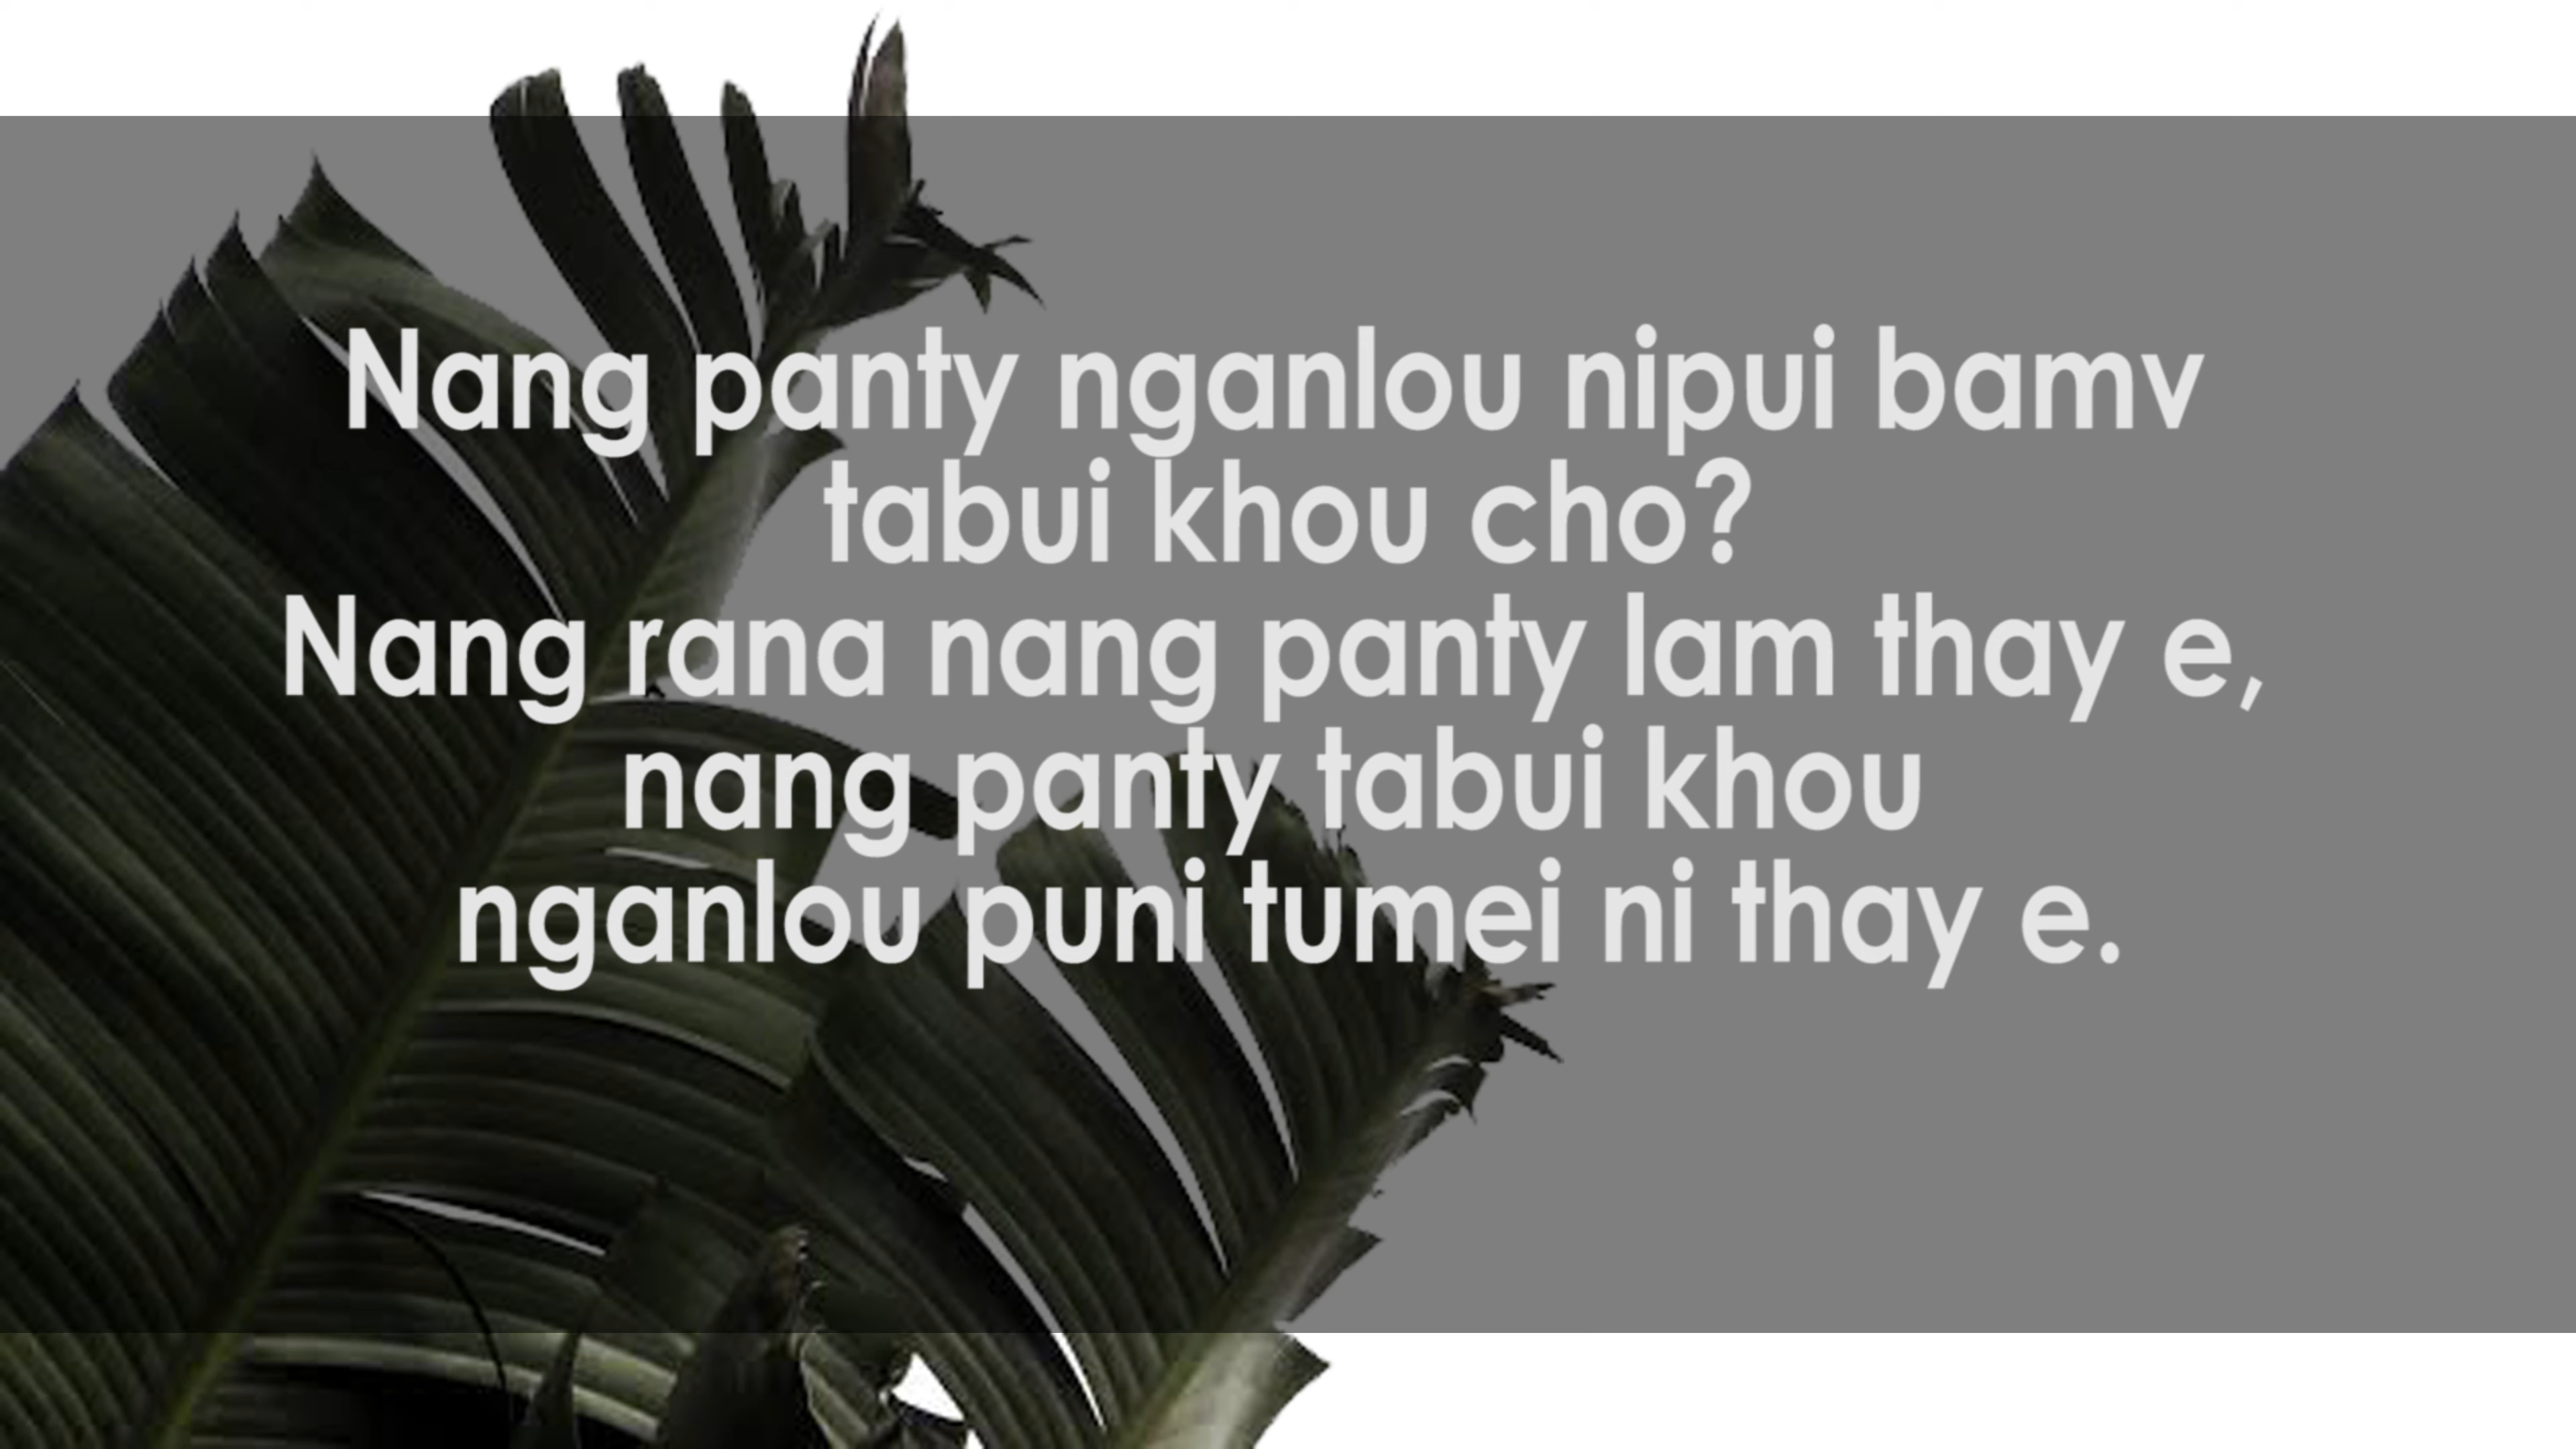 Nang panty nganlou nipui bamv
tabui khou cho?
Nang rana nang panty lam thay e,
nang panty tabui khou
nganlou puni tumei ni thay e.